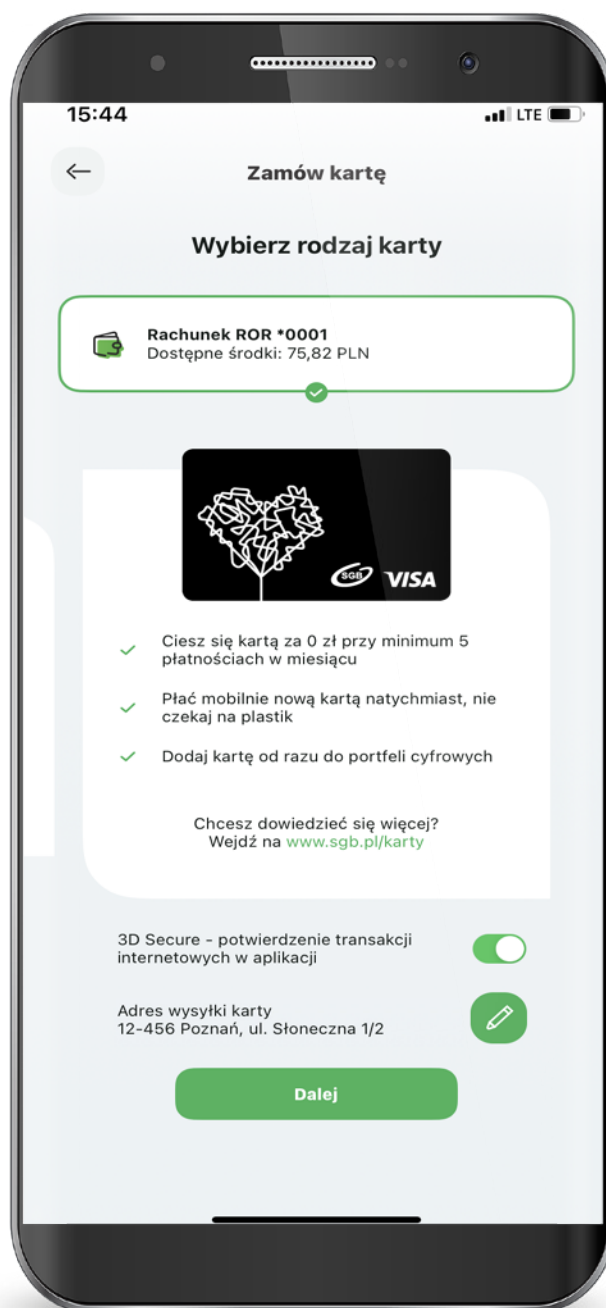 15:44
LTE
Zamów kartę
Wybierz rodzaj karty
Rachunek ROR *0001
Dostępne środki: 75,82 PLN
SGB VISA
Ciesz się kartą za 0 zł przy minimum 5
płatnościach w miesiącu
Płać mobilnie nową kartą natychmiast, nie
czekaj na plastik
Dodaj kartę od razu do portfeli cyfrowych
Chcesz dowiedzieć się więcej?
Wejdź na www.sgb.pl/karty
3D Secure – potwierdzenie transakcji
internetowych w aplikacji
Adres wysyłki karty
12-456 Poznań, ul. Słoneczna 1/2
Dalej